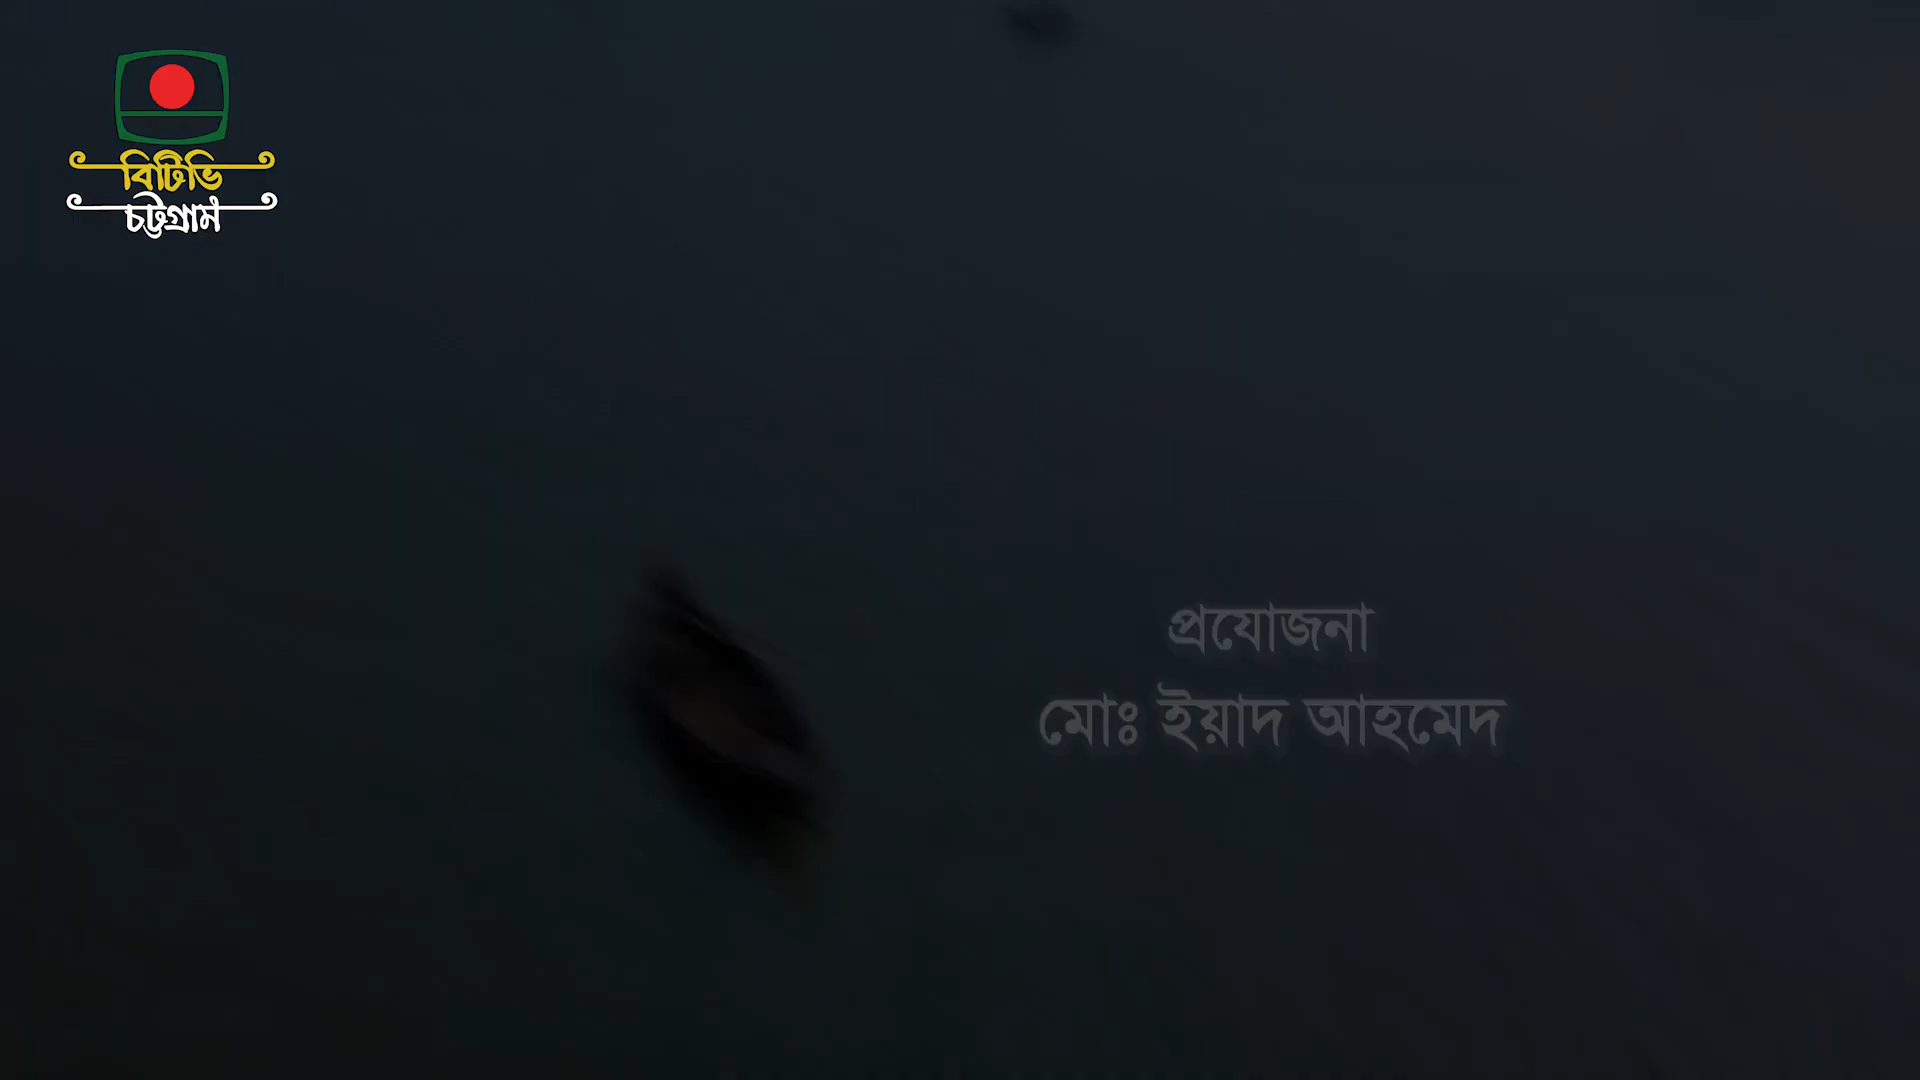 বিটিভি
চট্টগ্রাম
প্রযোজনা
মোঃ ইয়াদ আহমেদ